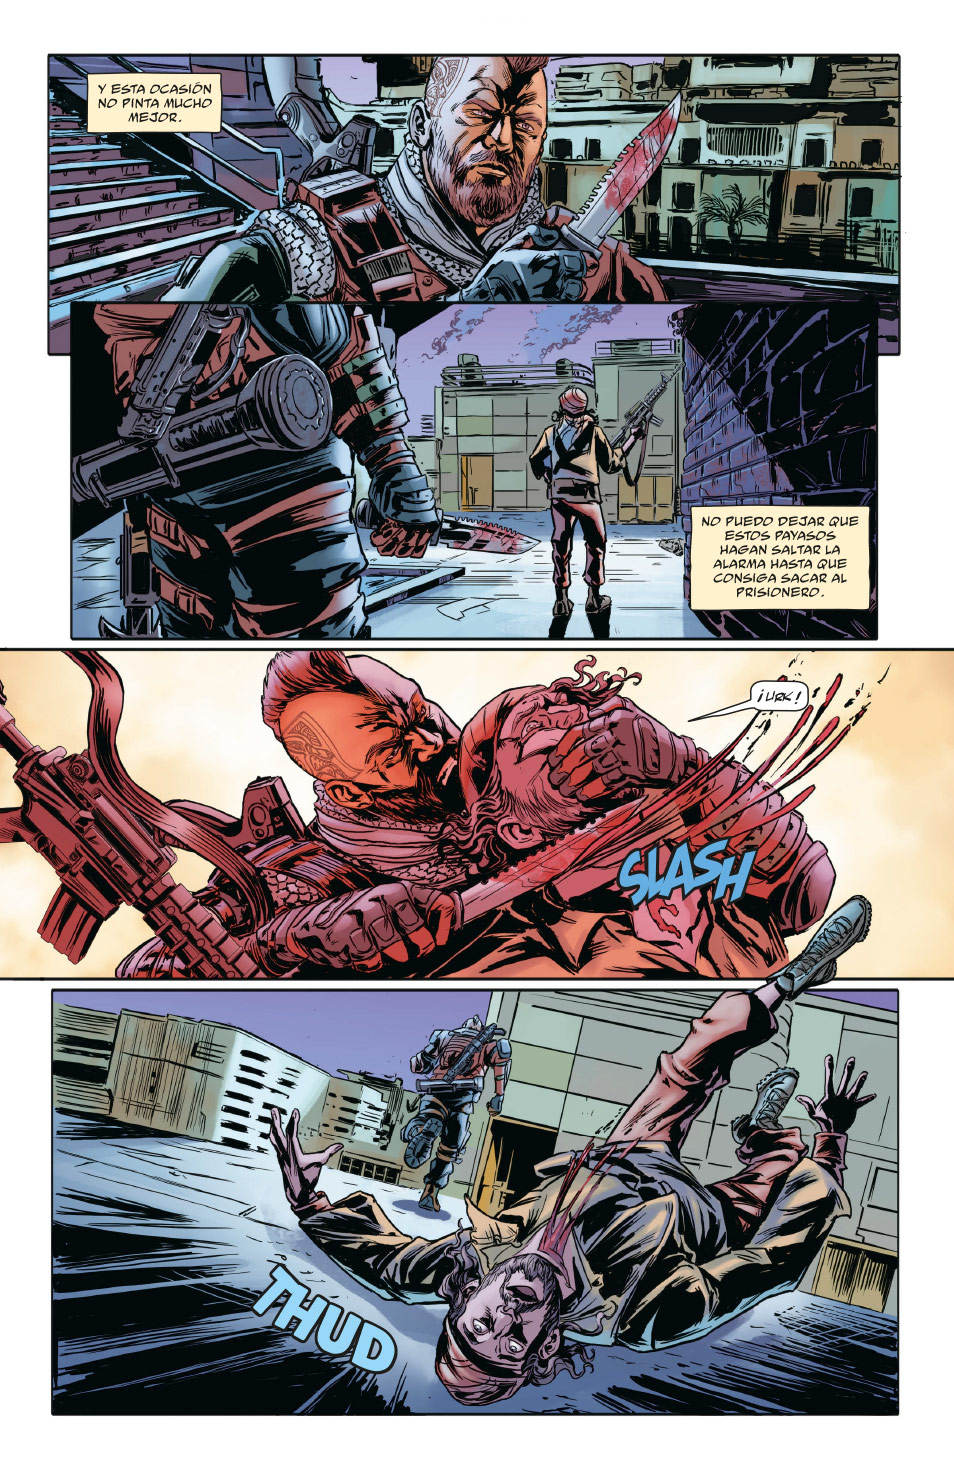 Y ESTA OCASIÓN
NO PINTA MUCHO
MEJOR.
NO PUEDO DEJAR QUE
ESTOS PAYASOS
HAGAN SALTAR LA
ALARMA HASTA QUE
CONSIGA SACAR AL
PRISIONERO.
¡URK!
SLASH
THUD